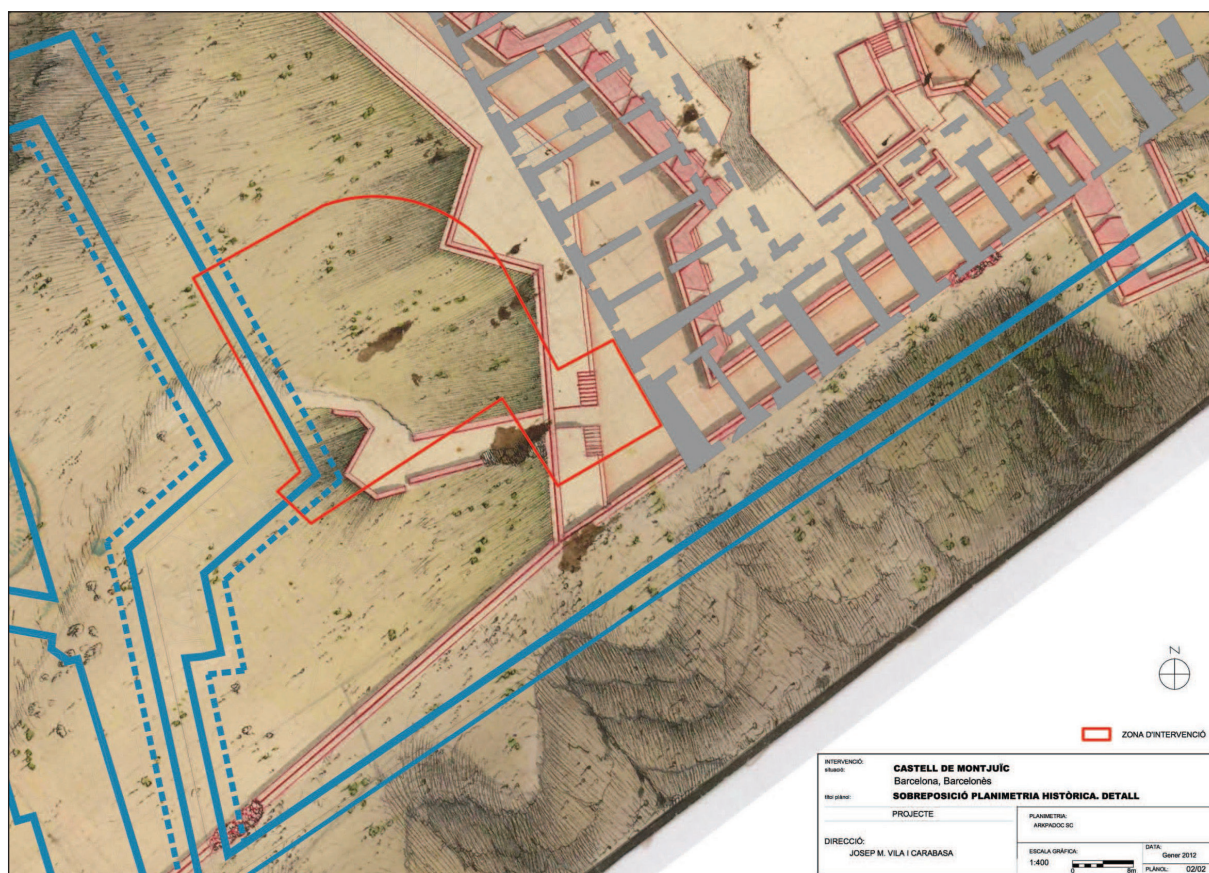 N
ZONA D'INTERVENCIÓ
INTERVENCIÓ:
situació:
CASTELL DE MONTJUÏC
Barcelona, Barcelonès
títol plànol:
SOBREPOSICIÓ PLANIMETRIA HISTÒRICA. DETALL
PROJECTE
PLANIMETRIA:
ARKPADOC SC
DIRECCIÓ:
JOSEP M. VILA I CARABASA
ESCALA GRÀFICA:
1:400
0 8m
DATA:
Gener 2012
PLÀNOL: 02/02